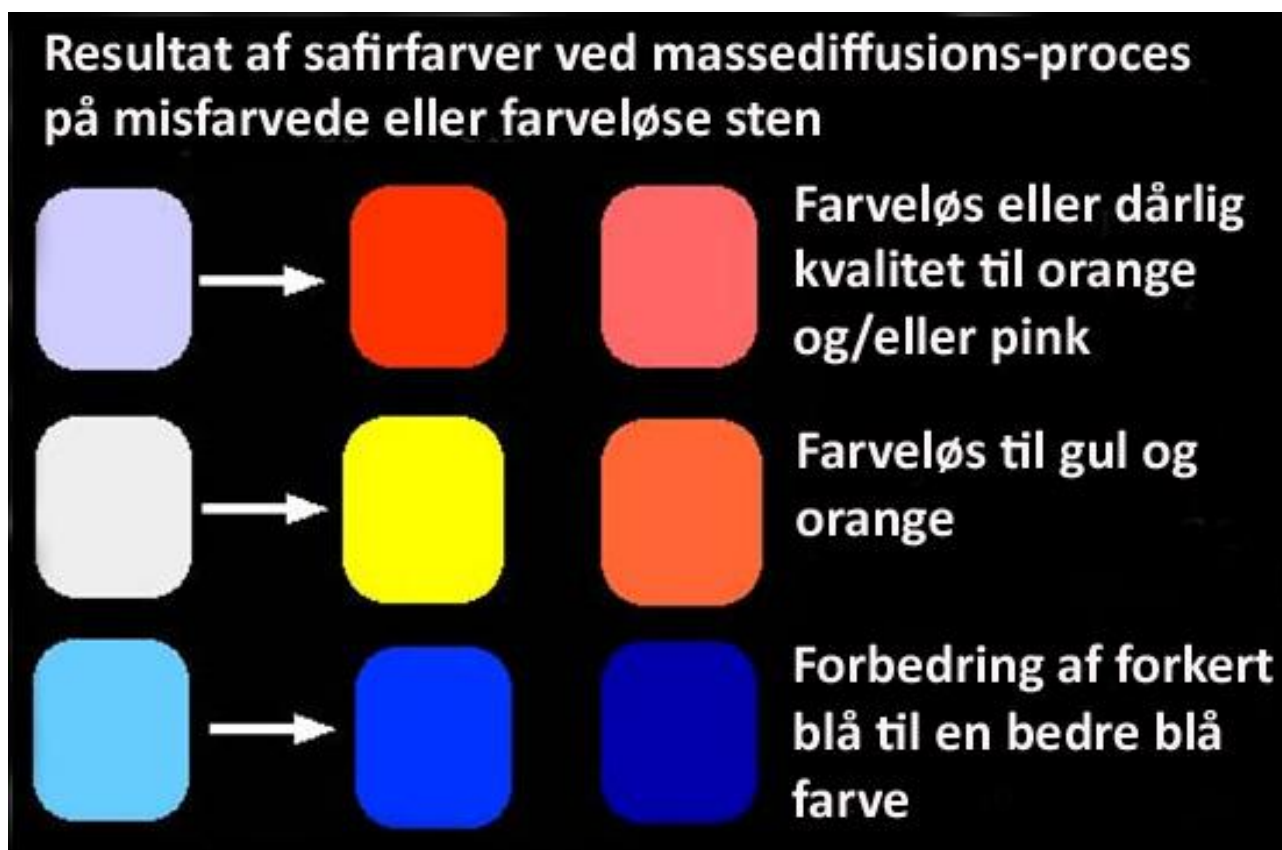 Resultat af safirfarver ved massediffusions-proces
på misfarvede eller farveløse sten
Farveløs eller dårlig
kvalitet til orange
og/eller pink
Farveløs til gul og
orange
Forbedring af forkert
blå til en bedre blå
farve